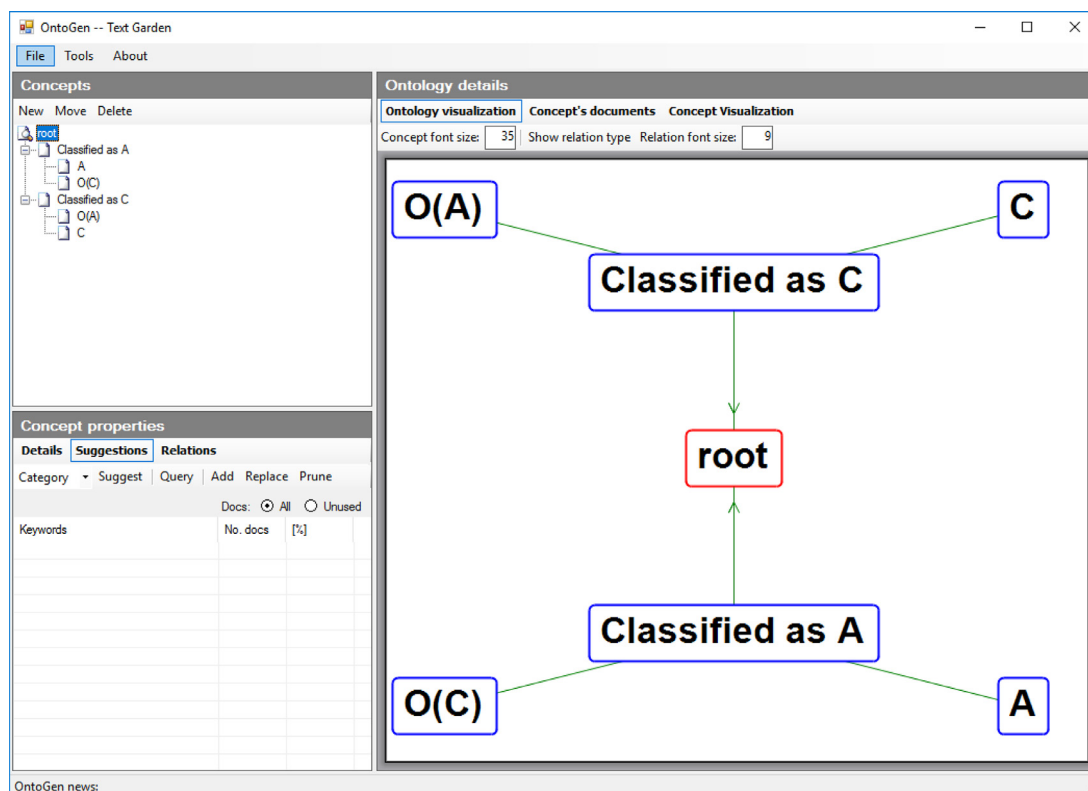 OntoGen -- Text Garden
File Tools About
Concepts
New Move Delete
root
Classified as A
A
O(C)
Classified as C
O(A)
C
Concept properties
Details Suggestions Relations
Category Suggest Query Add Replace Prune
Docs: All Unused
Keywords No. docs [%]
Ontology details
Ontology visualization Concept's documents Concept Visualization
Concept font size: 35 Show relation type Relation font size: 9
O(A) C
Classified as C
root
Classified as A
O(C) A
OntoGen news: